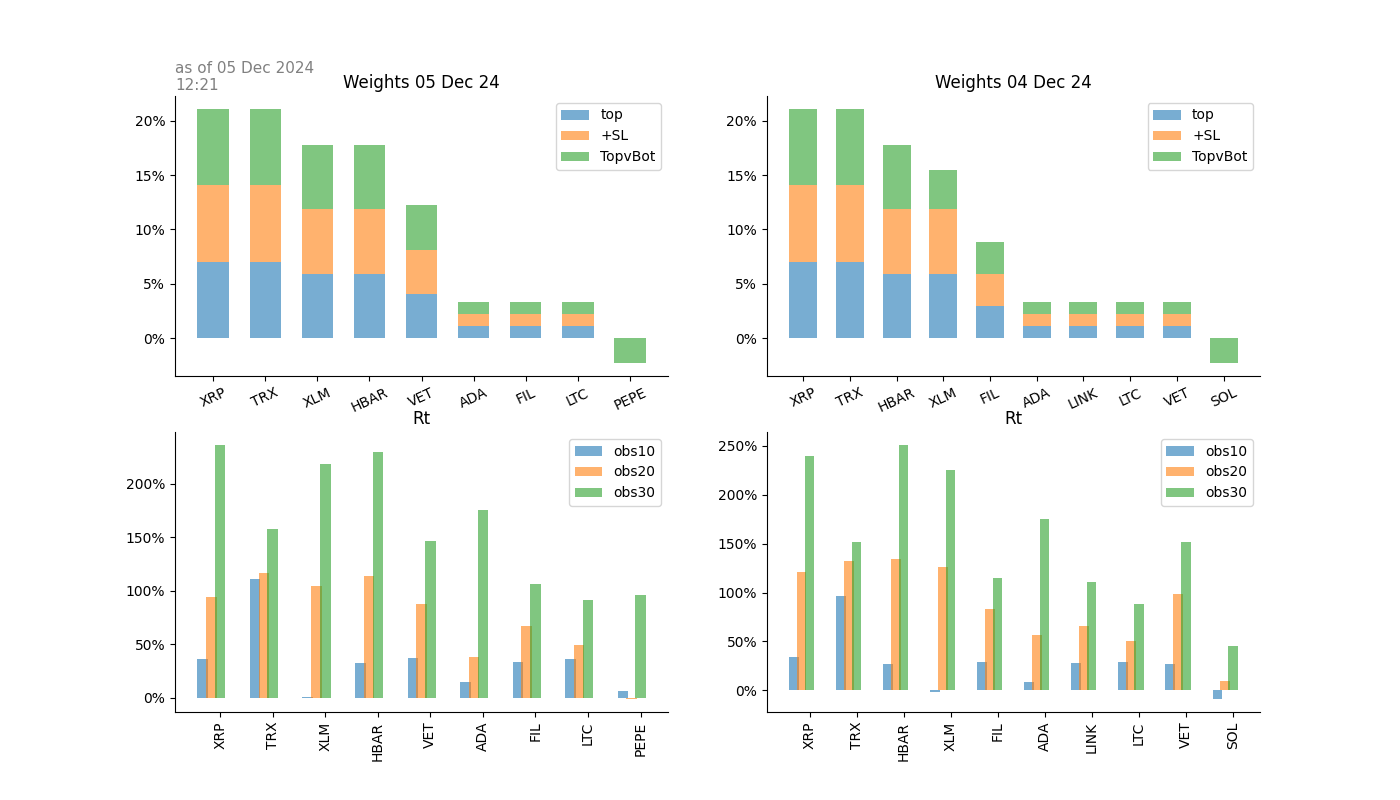 as of 05 Dec 2024
12:21
Weights 05 Dec 24
20%
15%
10%
5%
0%
top
+SL
TopvBot
XRP
TRX
XLM
HBAR
VET
ADA
FIL
LTC
PEPE
Weights 04 Dec 24
20%
15%
10%
5%
0%
top
+SL
TopvBot
XRP
TRX
HBAR
XLM
FIL
ADA
LINK
LTC
VET
SOL
Rt
200%
150%
100%
50%
0%
obs10
obs20
obs30
XRP
TRX
XLM
HBAR
VET
ADA
FIL
LTC
PEPE
Rt
250%
200%
150%
100%
50%
0%
obs10
obs20
obs30
XRP
TRX
HBAR
XLM
FIL
ADA
LINK
LTC
VET
SOL